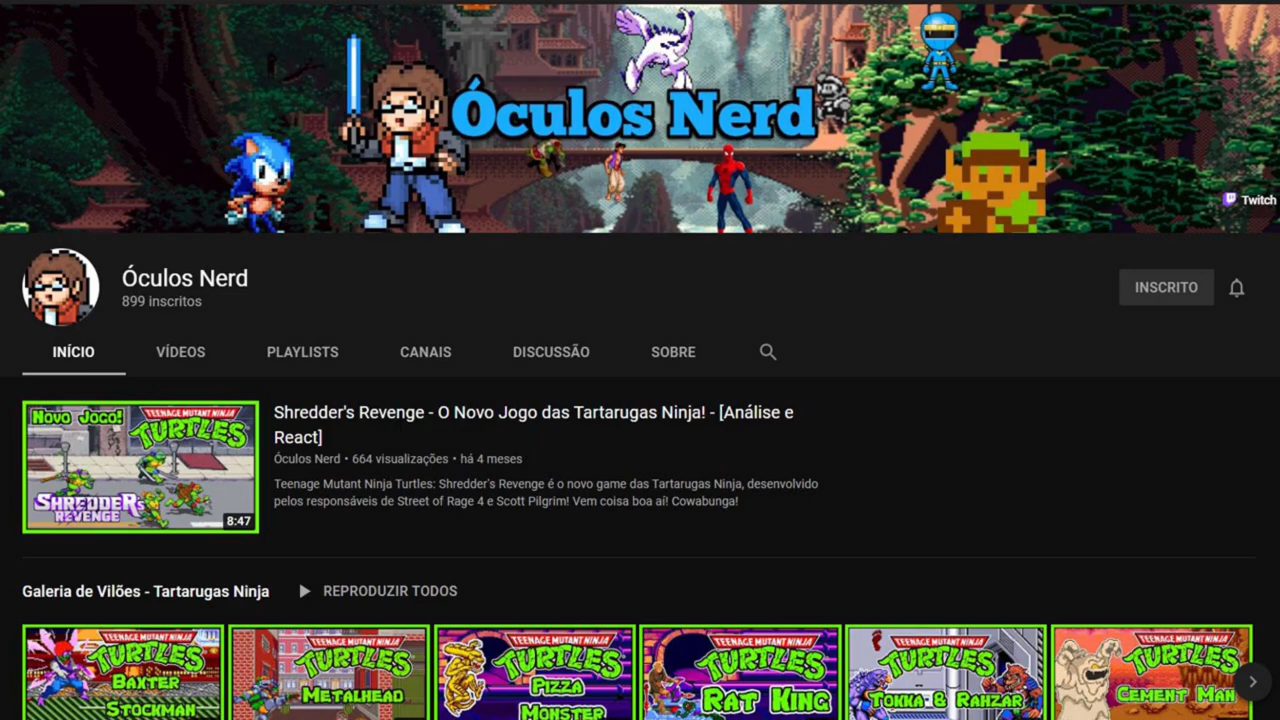 Óculos Nerd
Twitch
Óculos Nerd
899 inscritos
INSCRITO
INÍCIO
VÍDEOS
PLAYLISTS
CANAIS
DISCUSSÃO
SOBRE
Novo Jogo!
TEENAGE MUTANT NINJA
TURTLES
SHREDDER'S
REVENGE
8:47
Shredder's Revenge - O Novo Jogo das Tartarugas Ninja! - [Análise e
React]
Óculos Nerd • 664 visualizações • há 4 meses
Teenage Mutant Ninja Turtles: Shredder's Revenge é o novo game das Tartarugas Ninja, desenvolvido
pelos responsáveis de Street of Rage 4 e Scott Pilgrim! Vem coisa boa aí! Cowabunga!
Galeria de Vilões - Tartarugas Ninja
REPRODUZIR TODOS
TEENAGE MUTANT NINJA
TURTLES
BAXTER
STOCKMAN
TEENAGE MUTANT NINJA
TURTLES
METALHEAD
TEENAGE MUTANT NINJA
TURTLES
PIZZA
MONSTER
TEENAGE MUTANT NINJA
TURTLES
RAT KING
TEENAGE MUTANT NINJA
TURTLES
TOKKA & RAHZAR
TEENAGE MUTANT NINJA
TURTLES
CEMENT MAN